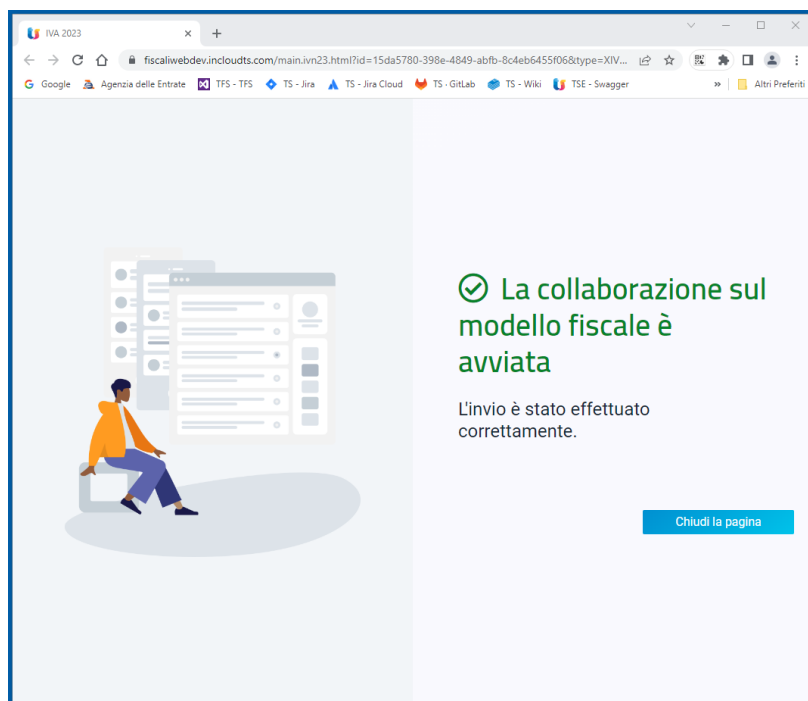 IVA 2023
fiscaliwebdev.incloudts.com/main.ivn23.html?id=15da5780-398e-4849-abfb-8c4eb6455f06&type=XIV...
Google Agenzia delle Entrate TFS - TFS TS - Jira TS - Jira Cloud TS · GitLab TS - Wiki TSE - Swagger » Altri Preferiti
La collaborazione sul
modello fiscale è
avviata
L'invio è stato effettuato
correttamente.
Chiudi la pagina